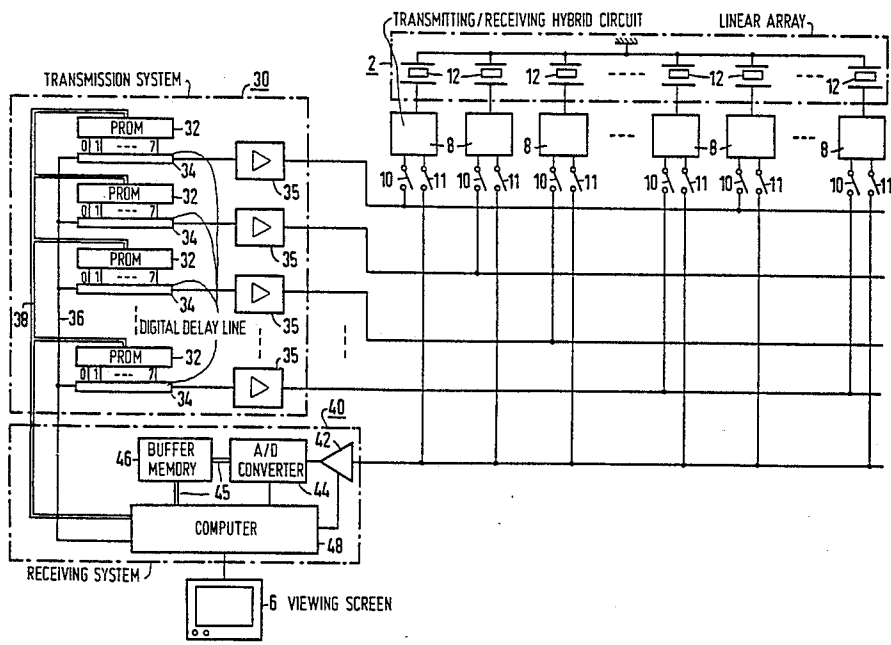 TRANSMITTING/RECEIVING HYBRID CIRCUIT
LINEAR ARRAY
2
12 12 12 12 12 12
TRANSMISSION SYSTEM
30
PROM 32
0 1 7
34
35
8 8 8 8 8 8
10 11 10 11 10 11 10 11 10 11 10 11
PROM 32
0 1 7
34
35
PROM 32
0 1 7
34
35
38
36
DIGITAL DELAY LINE
PROM 32
0 1 7
34
35
40
42
46
BUFFER
MEMORY
A/D
CONVERTER
45
44
COMPUTER
48
RECEIVING SYSTEM
6 VIEWING SCREEN